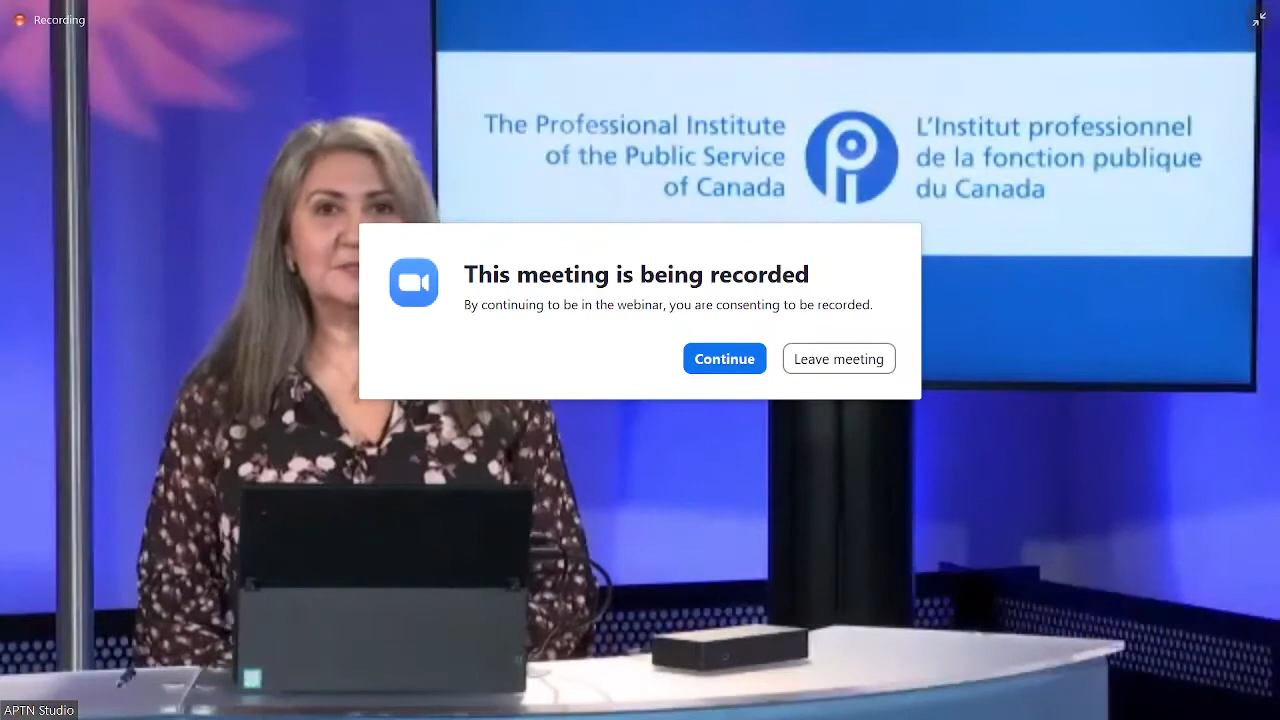 Recording
The Professional Institute
of the Public Service
of Canada
L'Institut professionnel
de la fonction publique
du Canada
This meeting is being recorded
By continuing to be in the webinar, you are consenting to be recorded.
Continue
Leave meeting
APTN Studio